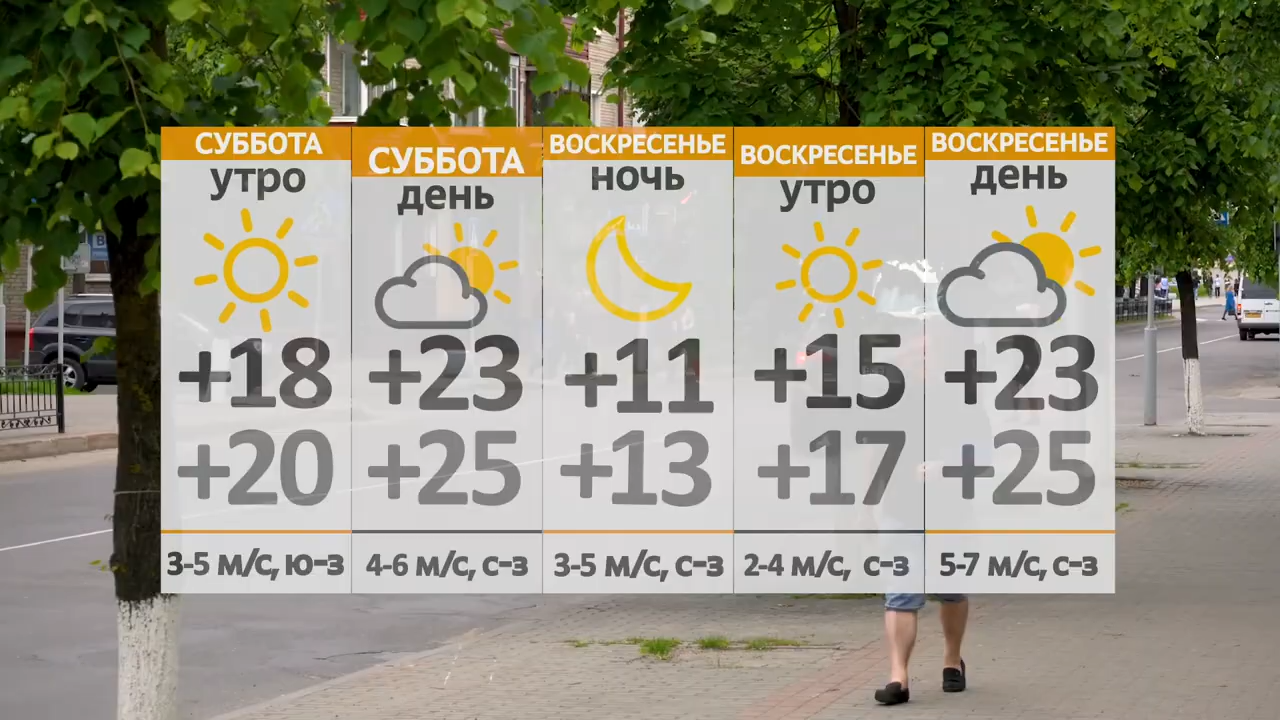 СУББОТА
утро
+18
+20
3-5 м/с, ю-з
СУББОТА
день
+23
+25
4-6 м/с, с-з
ВОСКРЕСЕНЬЕ
ночь
+11
+13
3-5 м/с, с-з
ВОСКРЕСЕНЬЕ
утро
+15
+17
2-4 м/с, с-з
ВОСКРЕСЕНЬЕ
день
+23
+25
5-7 м/с, с-з